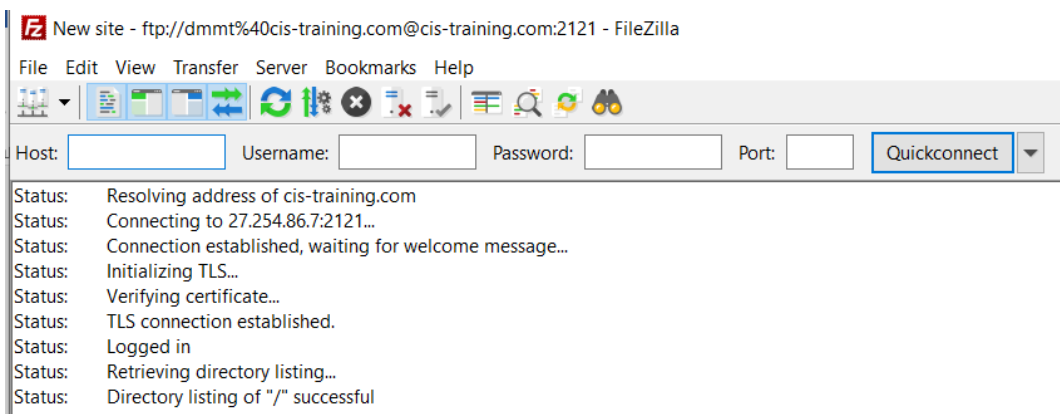 New site - ftp://dmmt%40cis-training.com@cis-training.com:2121 - FileZilla
File Edit View Transfer Server Bookmarks Help
Host: Username: Password: Port: Quickconnect
Status: Resolving address of cis-training.com
Status: Connecting to 27.254.86.7:2121...
Status: Connection established, waiting for welcome message...
Status: Initializing TLS...
Status: Verifying certificate...
Status: TLS connection established.
Status: Logged in
Status: Retrieving directory listing...
Status: Directory listing of "/" successful